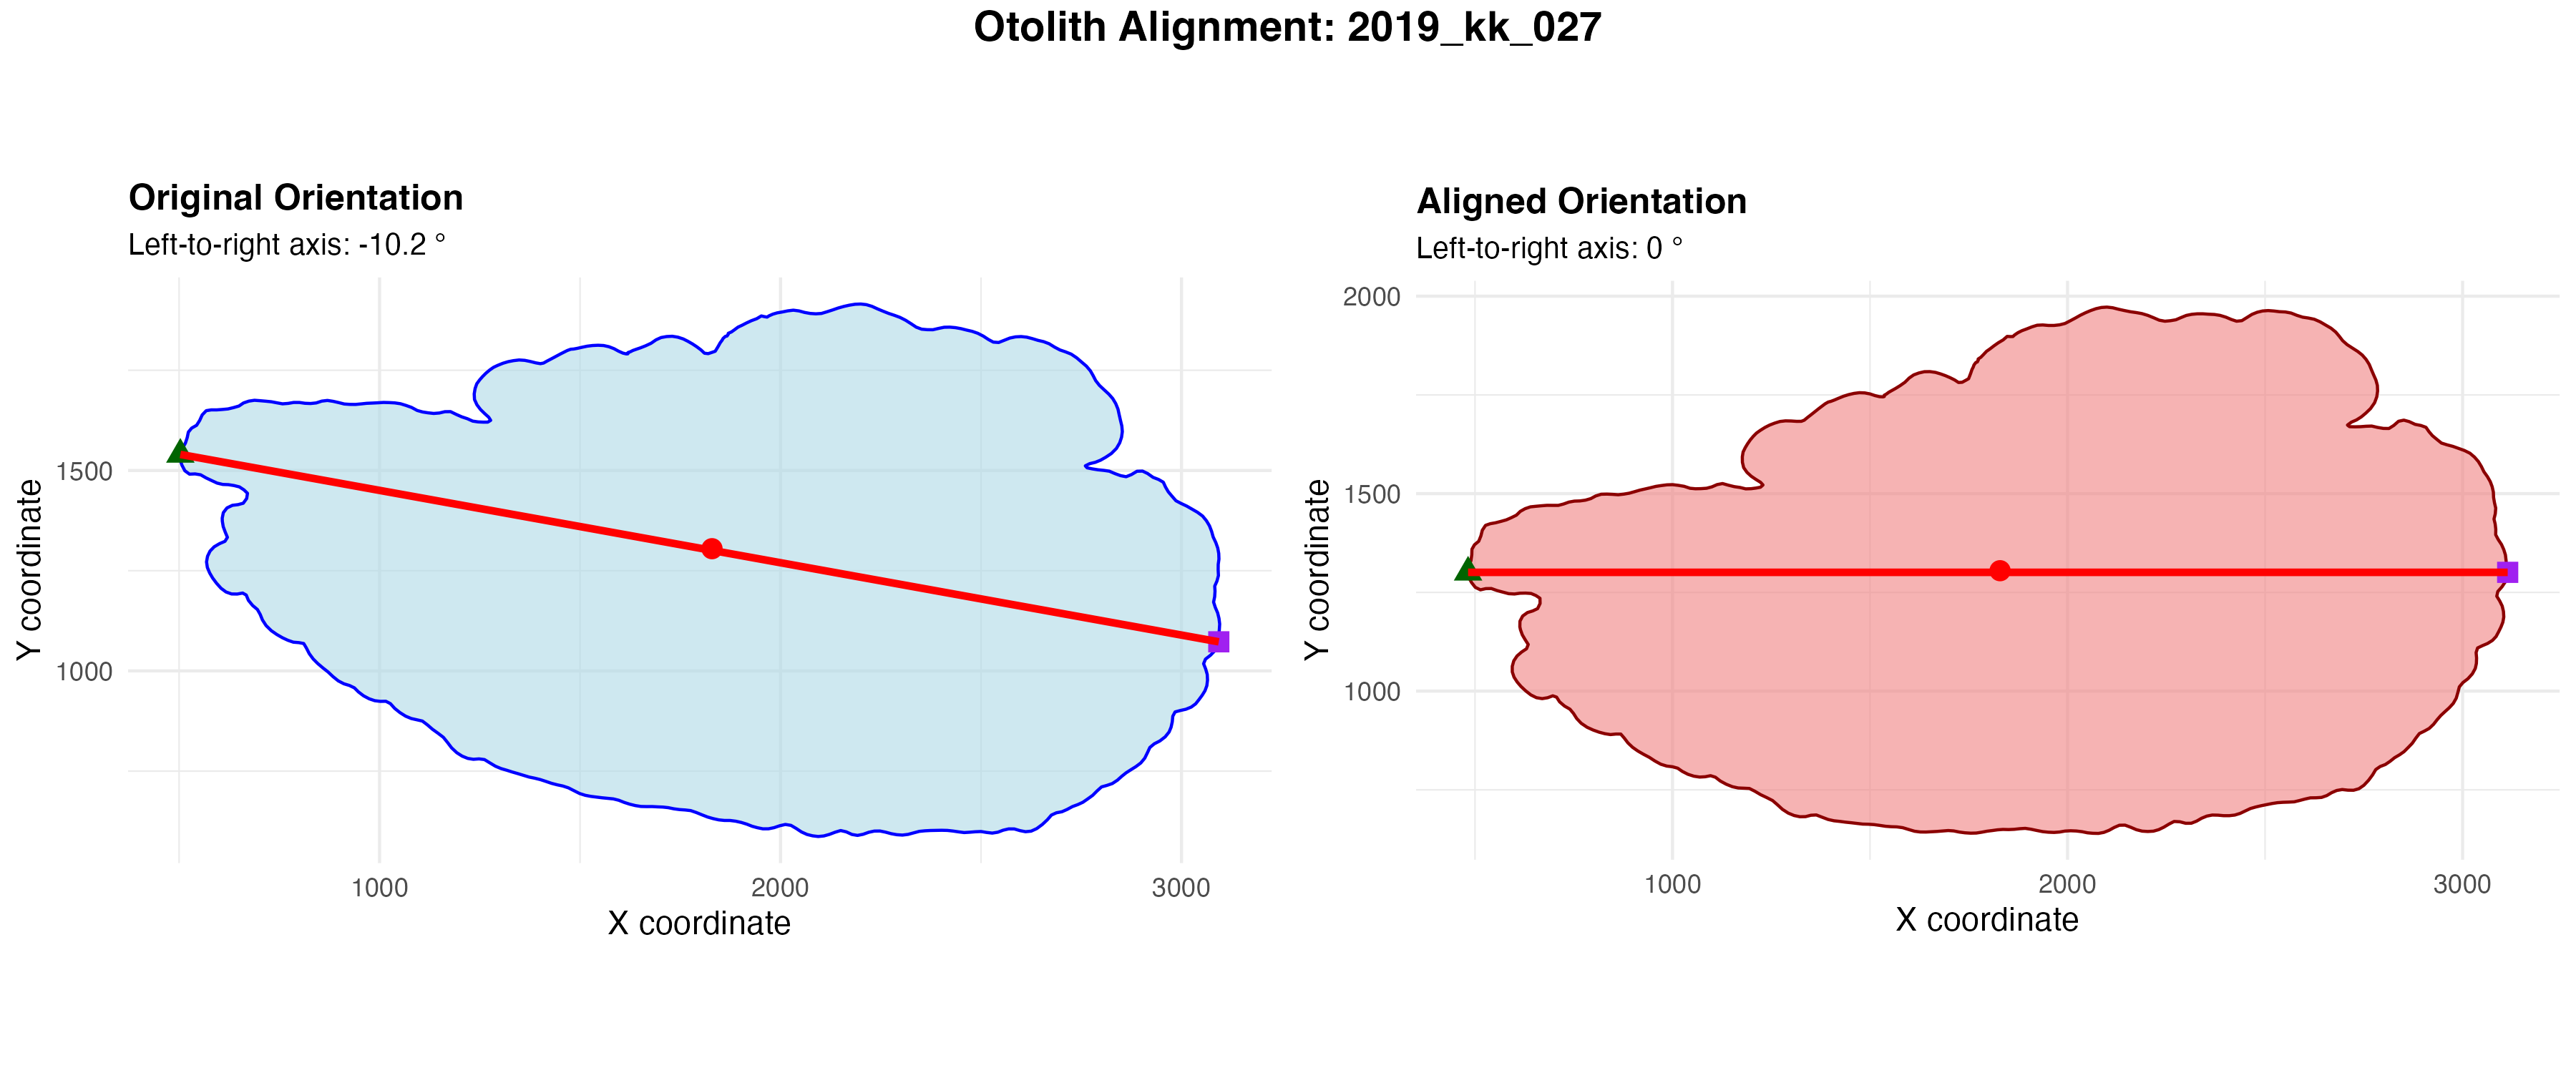 Otolith Alignment: 2019_kk_027
Original Orientation
Left-to-right axis: -10.2 °
1500
1000
Y coordinate
1000 2000 3000
X coordinate
Aligned Orientation
Left-to-right axis: 0 °
2000
1500
1000
Y coordinate
1000 2000 3000
X coordinate